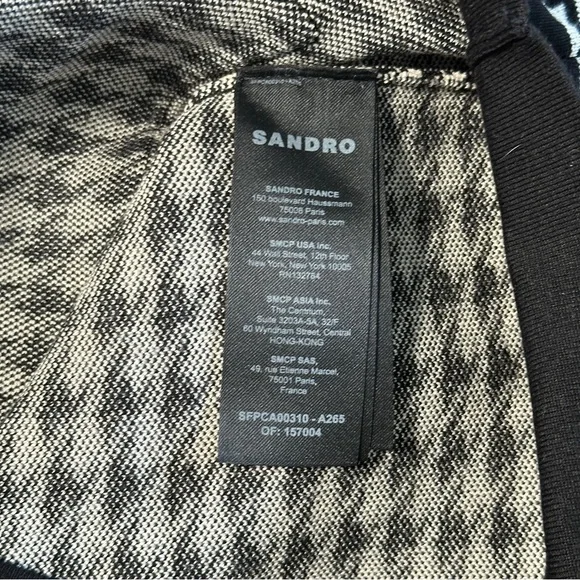 SANDRO
SANDRO FRANCE
150 boulevard Haussmann
75008 Paris
www.sandro-paris.com
SMCP USA Inc.
44 Wall Street, 12th Floor
New York, New York 10005
RN132784
SMCP ASIA Inc.
The Centrium,
Suite 3203A-5A, 32/F
60 Wyndham Street, Central
HONG-KONG
SMCP SAS,
49, rue Etienne Marcel,
75001 Paris,
France
SFPCA00310 - A265
OF: 157004